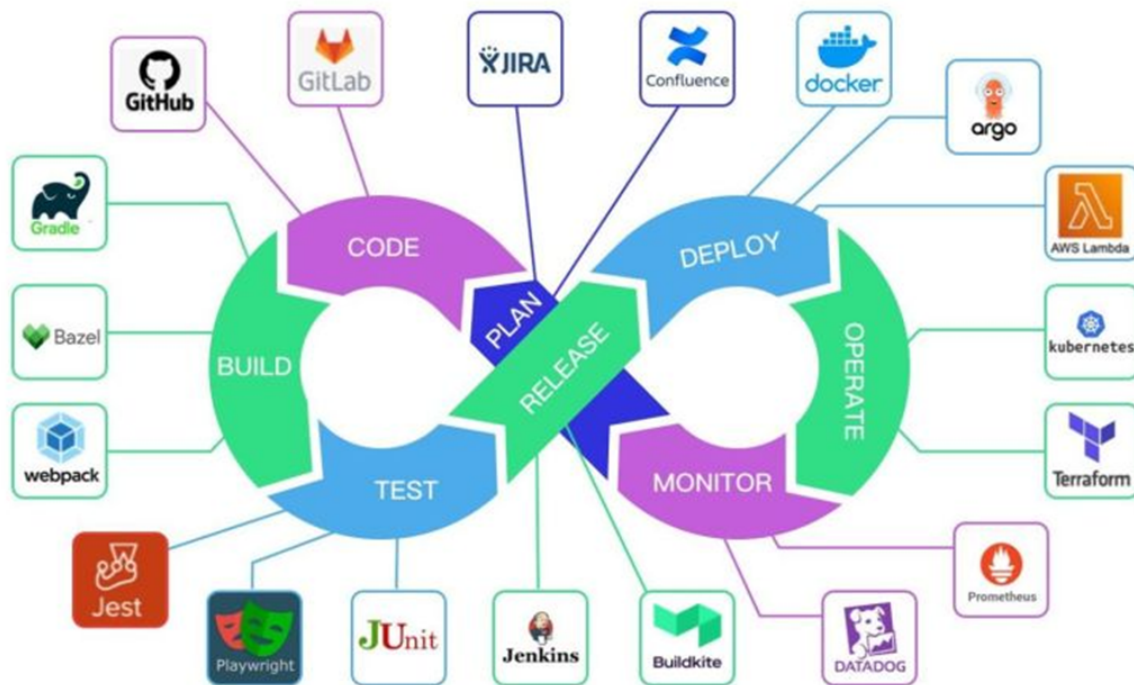 GitHub
GitLab
JIRA
Confluence
docker
argo
Gradle
AWS Lambda
CODE
DEPLOY
PLAN
RELEASE
Bazel
BUILD
OPERATE
kubernetes
webpack
TEST
MONITOR
Terraform
Jest
Playwright
JUnit
Jenkins
Buildkite
DATADOG
Prometheus